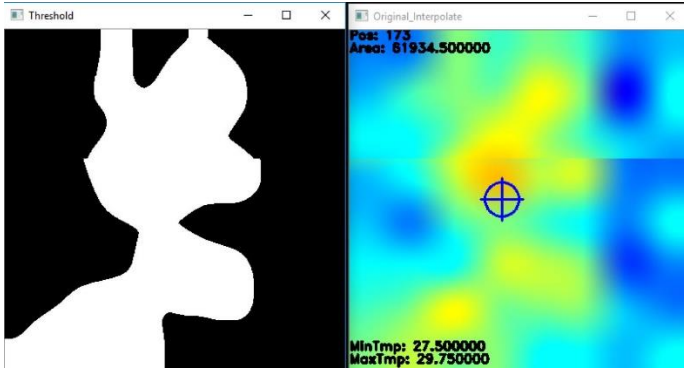 Threshold
Original_Interpolate
Pos: 173
Area: 61934.500000
MinTmp: 27.500000
MaxTmp: 29.750000